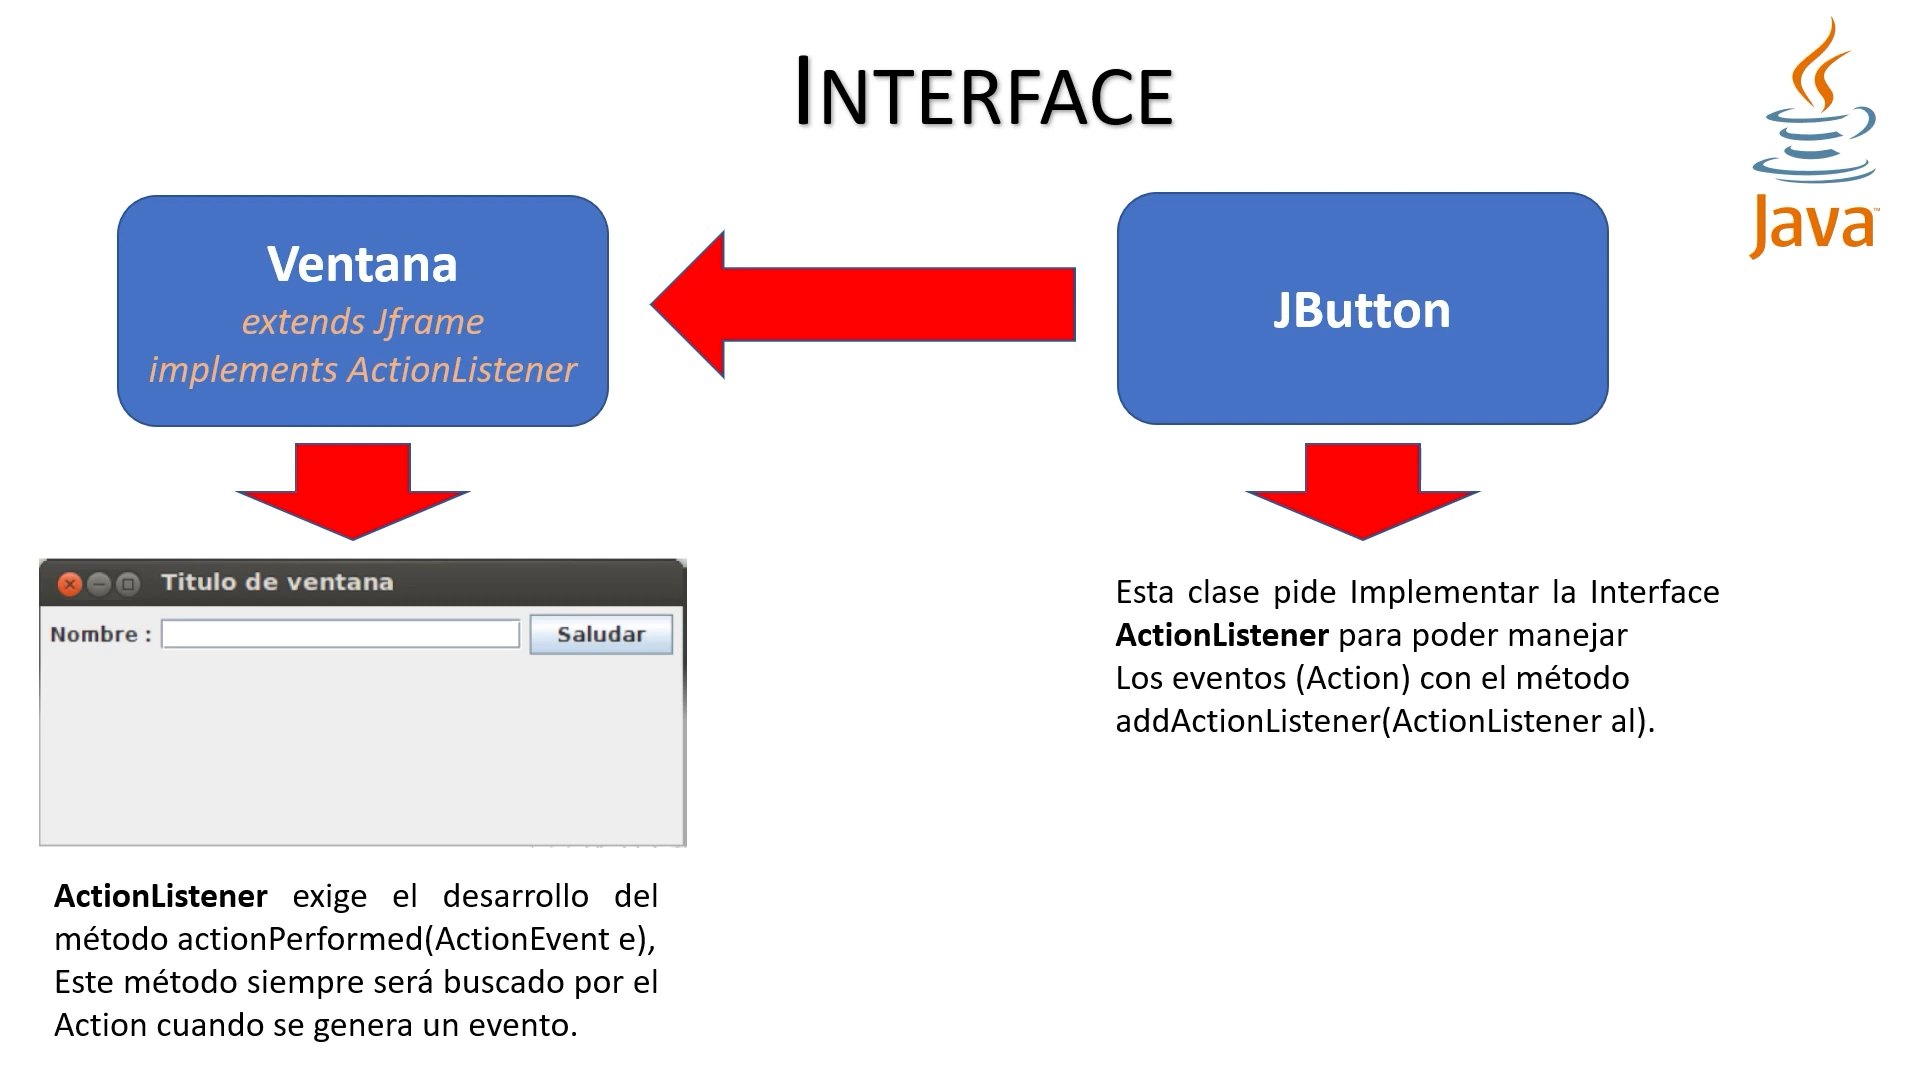 INTERFACE
Java™
Ventana
extends Jframe
implements ActionListener
JButton
Titulo de ventana
Nombre :
Saludar
Esta clase pide Implementar la Interface
ActionListener para poder manejar
Los eventos (Action) con el método
addActionListener(ActionListener al).
ActionListener exige el desarrollo del
método actionPerformed(ActionEvent e),
Este método siempre será buscado por el
Action cuando se genera un evento.